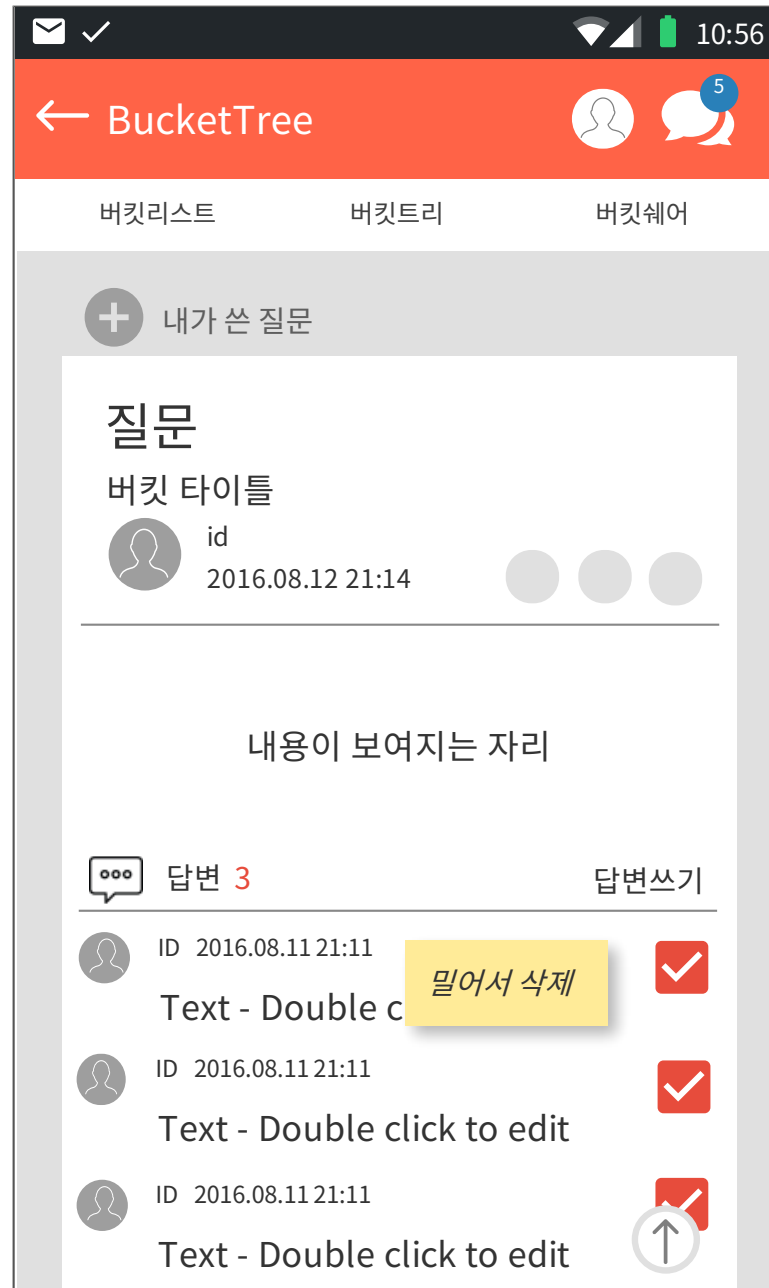 10:56
BucketTree
5
버킷리스트 버킷트리 버킷쉐어
내가 쓴 질문
질문
버킷 타이틀
id
2016.08.12 21:14
내용이 보여지는 자리
답변 3 답변쓰기
ID 2016.08.11 21:11
밀어서 삭제
Text - Double c
ID 2016.08.11 21:11
Text - Double click to edit
ID 2016.08.11 21:11
Text - Double click to edit